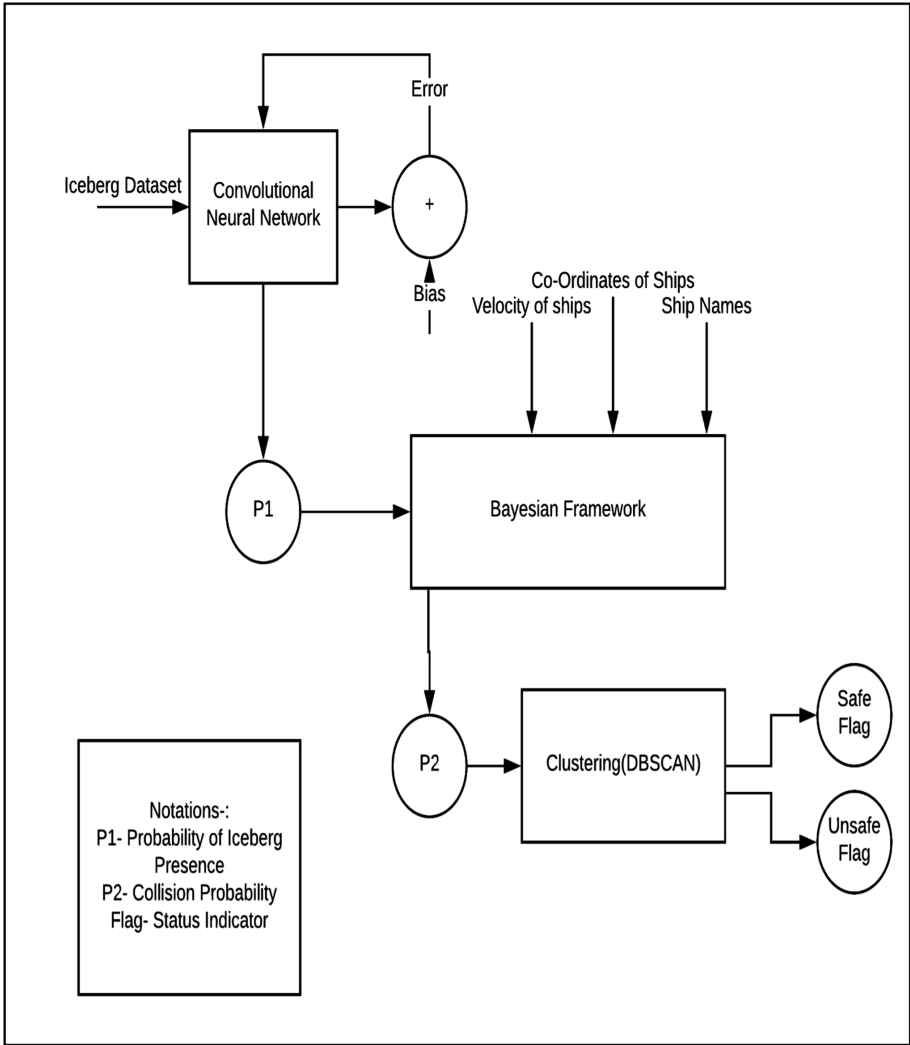 Error
Iceberg Dataset
Convolutional
Neural Network
+
Bias
Co-Ordinates of Ships
Velocity of ships
Ship Names
P1
Bayesian Framework
P2
Clustering(DBSCAN)
Safe
Flag
Unsafe
Flag
Notations-:
P1- Probability of Iceberg
Presence
P2- Collision Probability
Flag- Status Indicator